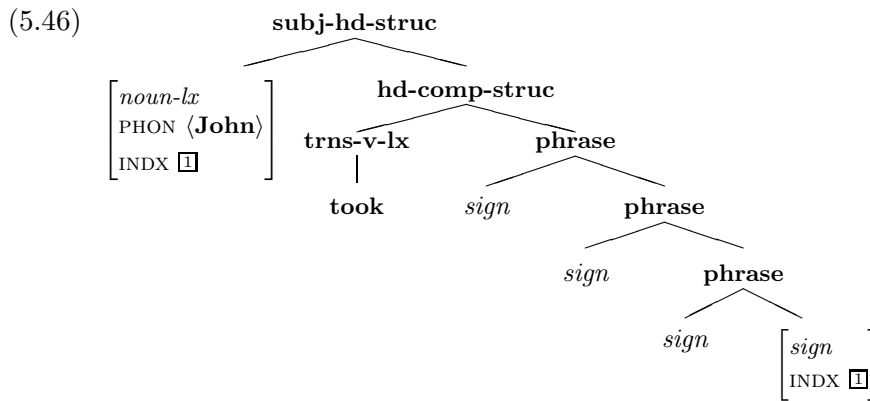 (5.46)
subj-hd-struc
noun-lx
PHON ⟨John⟩
INDX 1
hd-comp-struc
trns-v-lx
phrase
took
sign
phrase
sign
phrase
sign
sign
INDX 1